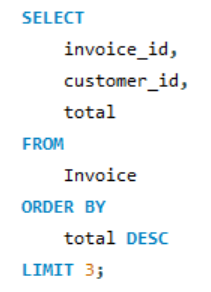 SELECT
    invoice_id,
    customer_id,
    total
FROM
    Invoice
ORDER BY
    total DESC
LIMIT 3;